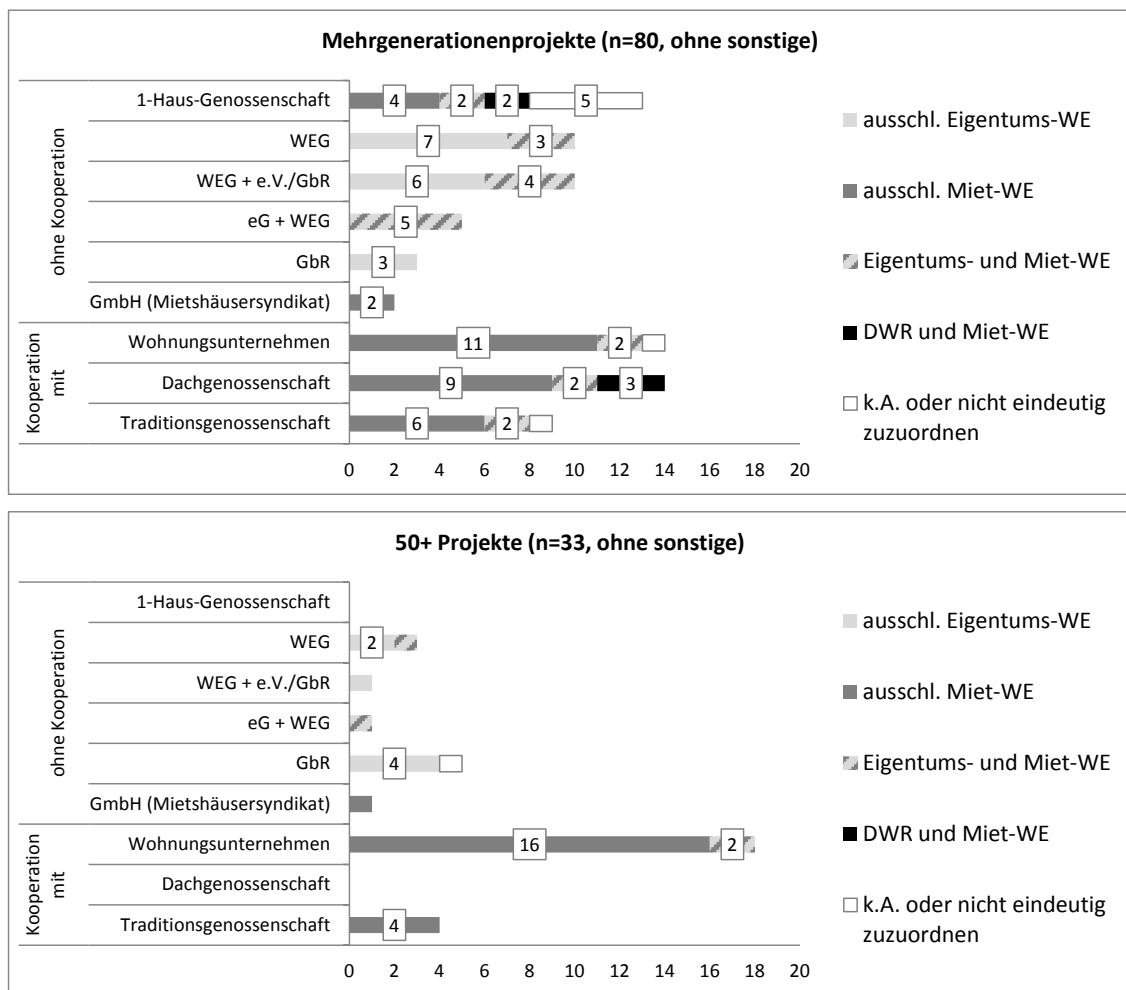 Mehrgenerationenprojekte (n=80, ohne sonstige)
ohne Kooperation
1-Haus-Genossenschaft
4 2 2 5
WEG
7 3
WEG + e.V./GbR
6 4
eG + WEG
5
GbR
3
GmbH (Mietshäusersyndikat)
2
Kooperation
mit
Wohnungsunternehmen
11 2
Dachgenossenschaft
9 2 3
Traditionsgenossenschaft
6 2
0 2 4 6 8 10 12 14 16 18 20
ausschl. Eigentums-WE
ausschl. Miet-WE
Eigentums- und Miet-WE
DWR und Miet-WE
k.A. oder nicht eindeutig
zuzuordnen
50+ Projekte (n=33, ohne sonstige)
ohne Kooperation
1-Haus-Genossenschaft
WEG
2
WEG + e.V./GbR
eG + WEG
GbR
4
GmbH (Mietshäusersyndikat)
Kooperation
mit
Wohnungsunternehmen
16 2
Dachgenossenschaft
Traditionsgenossenschaft
4
0 2 4 6 8 10 12 14 16 18 20
ausschl. Eigentums-WE
ausschl. Miet-WE
Eigentums- und Miet-WE
DWR und Miet-WE
k.A. oder nicht eindeutig
zuzuordnen